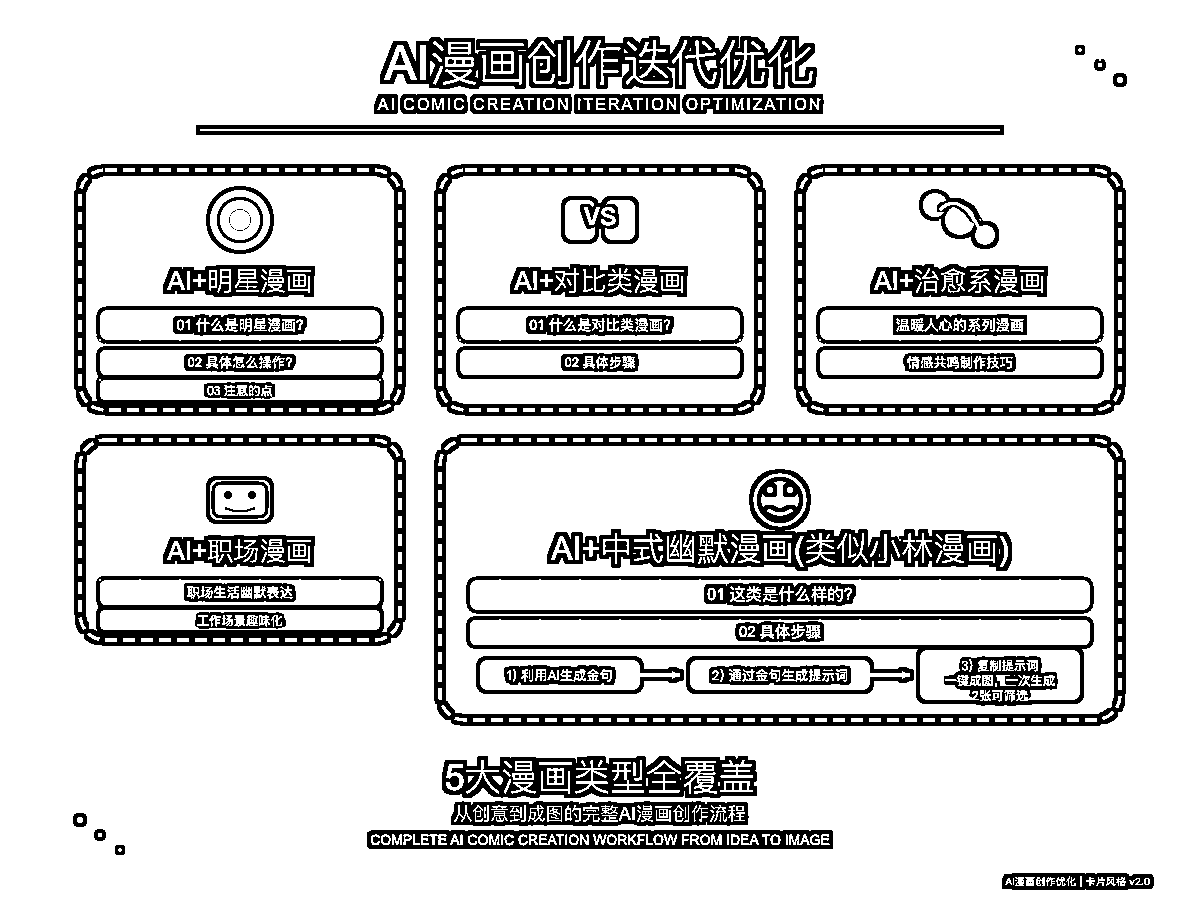 AI漫画创作迭代优化
AI COMIC CREATION ITERATION OPTIMIZATION
AI+明星漫画
01 什么是明星漫画?
02 具体怎么操作?
03 注意的点
VS
AI+对比类漫画
01 什么是对比类漫画?
02 具体步骤
AI+治愈系漫画
温暖人心的系列漫画
情感共鸣制作技巧
AI+职场漫画
职场生活幽默表达
工作场景趣味化
AI+中式幽默漫画(类似小林漫画)
01 这类是什么样的?
02 具体步骤
1) 利用AI生成金句
2) 通过金句生成提示词
3) 复制提示词
一键成图，一次生成
2张可筛选
5大漫画类型全覆盖
从创意到成图的完整AI漫画创作流程
COMPLETE AI COMIC CREATION WORKFLOW FROM IDEA TO IMAGE
AI漫画创作优化 | 卡片风格 v2.0